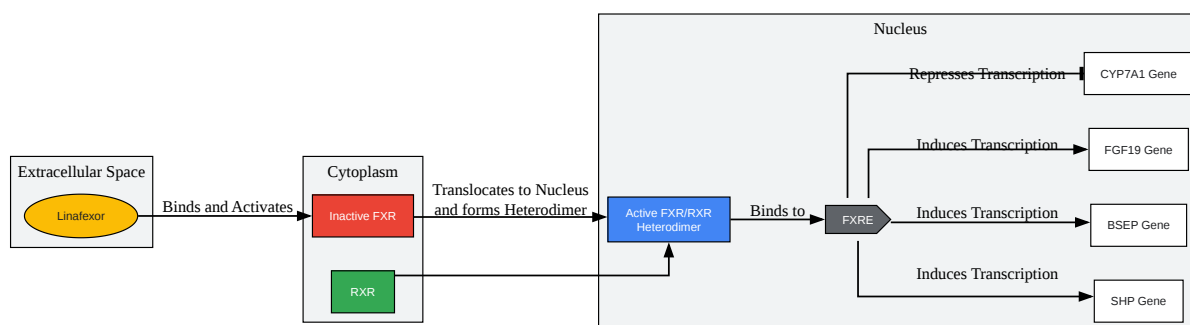 Nucleus
Represses Transcription
CYP7A1 Gene
Induces Transcription
FGF19 Gene
Extracellular Space
Linafexor
Binds and Activates
Cytoplasm
Inactive FXR
RXR
Translocates to Nucleus
and forms Heterodimer
Active FXR/RXR
Heterodimer
Binds to
FXRE
Induces Transcription
BSEP Gene
Induces Transcription
SHP Gene